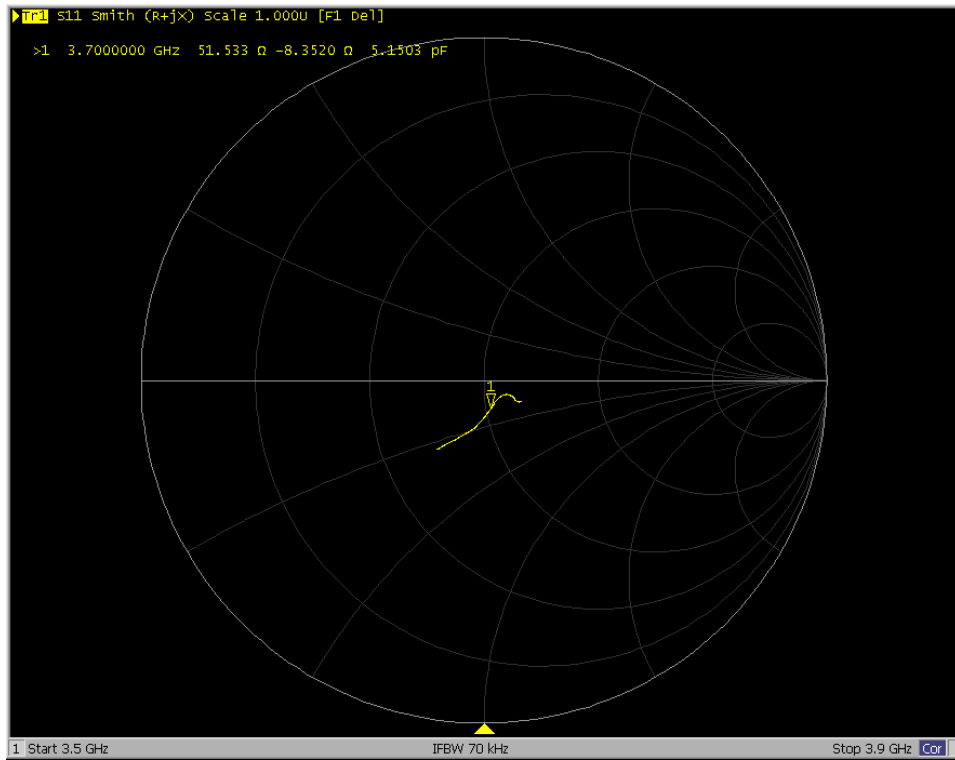 Tr1 S11 Smith (R+jX) Scale 1.000U [F1 Del]
>1 3.7000000 GHz 51.533 Ω -8.3520 Ω 5.1503 pF
1
1 Start 3.5 GHz IFBW 70 kHz Stop 3.9 GHz Cor